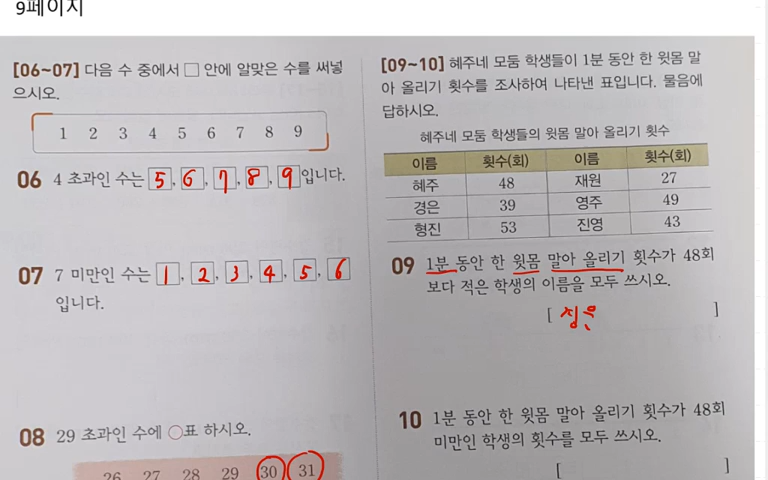 9페이지
[06~07] 다음 수 중에서 □ 안에 알맞은 수를 써넣
으시오.
1 2 3 4 5 6 7 8 9
06 4 초과인 수는 5, 6, 7, 8, 9입니다.
07 7 미만인 수는 1, 2, 3, 4, 5, 6
입니다.
08 29 초과인 수에 ○표 하시오.
26 27 28 29 30 31
[09~10] 혜주네 모둠 학생들이 1분 동안 한 윗몸 말
아 올리기 횟수를 조사하여 나타낸 표입니다. 물음에
답하시오.
혜주네 모둠 학생들의 윗몸 말아 올리기 횟수
이름 횟수(회) 이름 횟수(회)
혜주 48 재원 27
경은 39 영주 49
형진 53 진영 43
09 1분 동안 한 윗몸 말아 올리기 횟수가 48회
보다 적은 학생의 이름을 모두 쓰시오.
[ ]
10 1분 동안 한 윗몸 말아 올리기 횟수가 48회
미만인 학생의 횟수를 모두 쓰시오.
[ ]